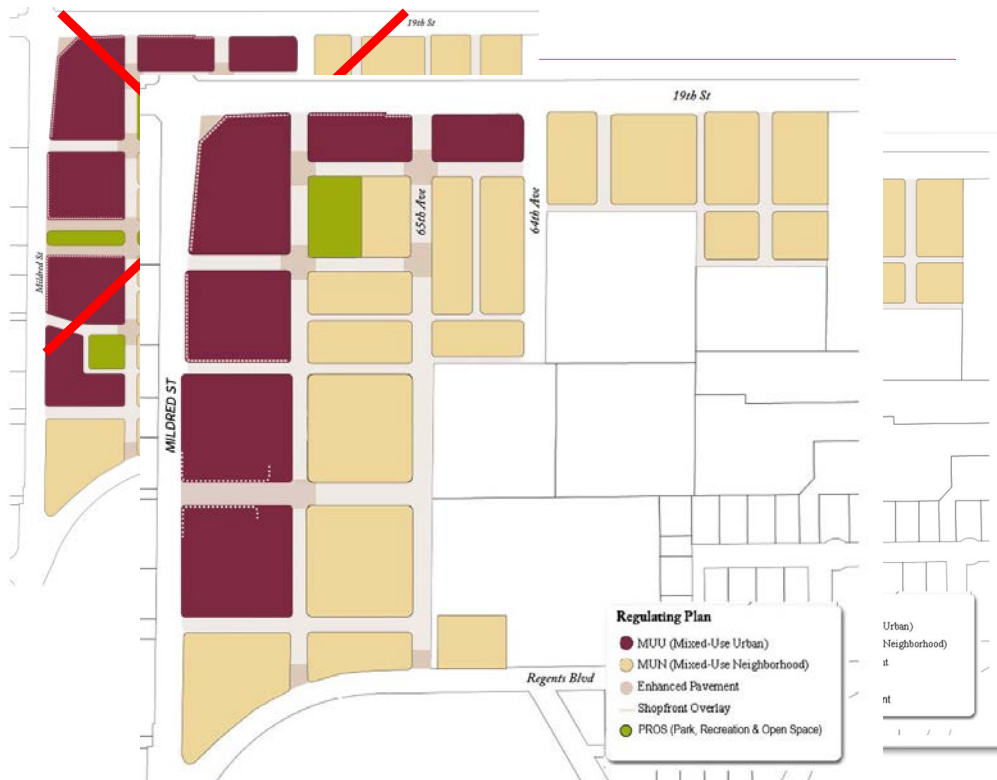 19th St
19th St
65th Ave
64th Ave
Mildred St
MILDRED ST
Regulating Plan
MUU (Mixed-Use Urban)
MUN (Mixed-Use Neighborhood)
Enhanced Pavement
Shopfront Overlay
PROS (Park, Recreation & Open Space)
Regents Blvd
Urban)
Neighborhood)
nt